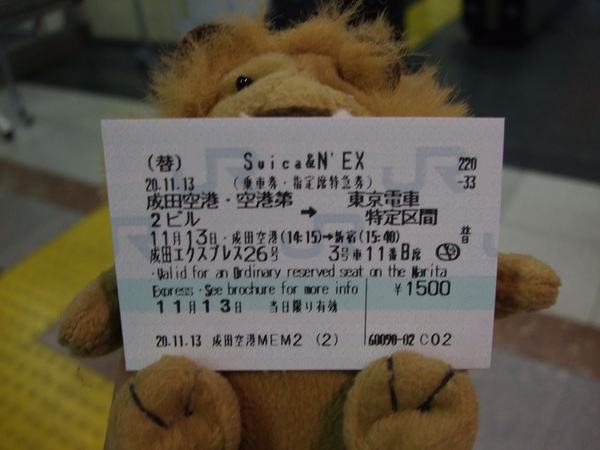 (替) Suica&N'EX 220
20.11.13 (乗車券・指定席特急券) -33
成田空港・空港第 → 東京電車
2ビル 特定区間
11月13日・成田空港(14:15)→新宿(15:40)
成田エクスプレス26号 3号車11番B席
・Valid for an Ordinary reserved seat on the Narita
Express・See brochure for more info ¥1500
11月13日 当日限り有効
20.11.13 成田空港MEM2 (2) 60090-02 C02